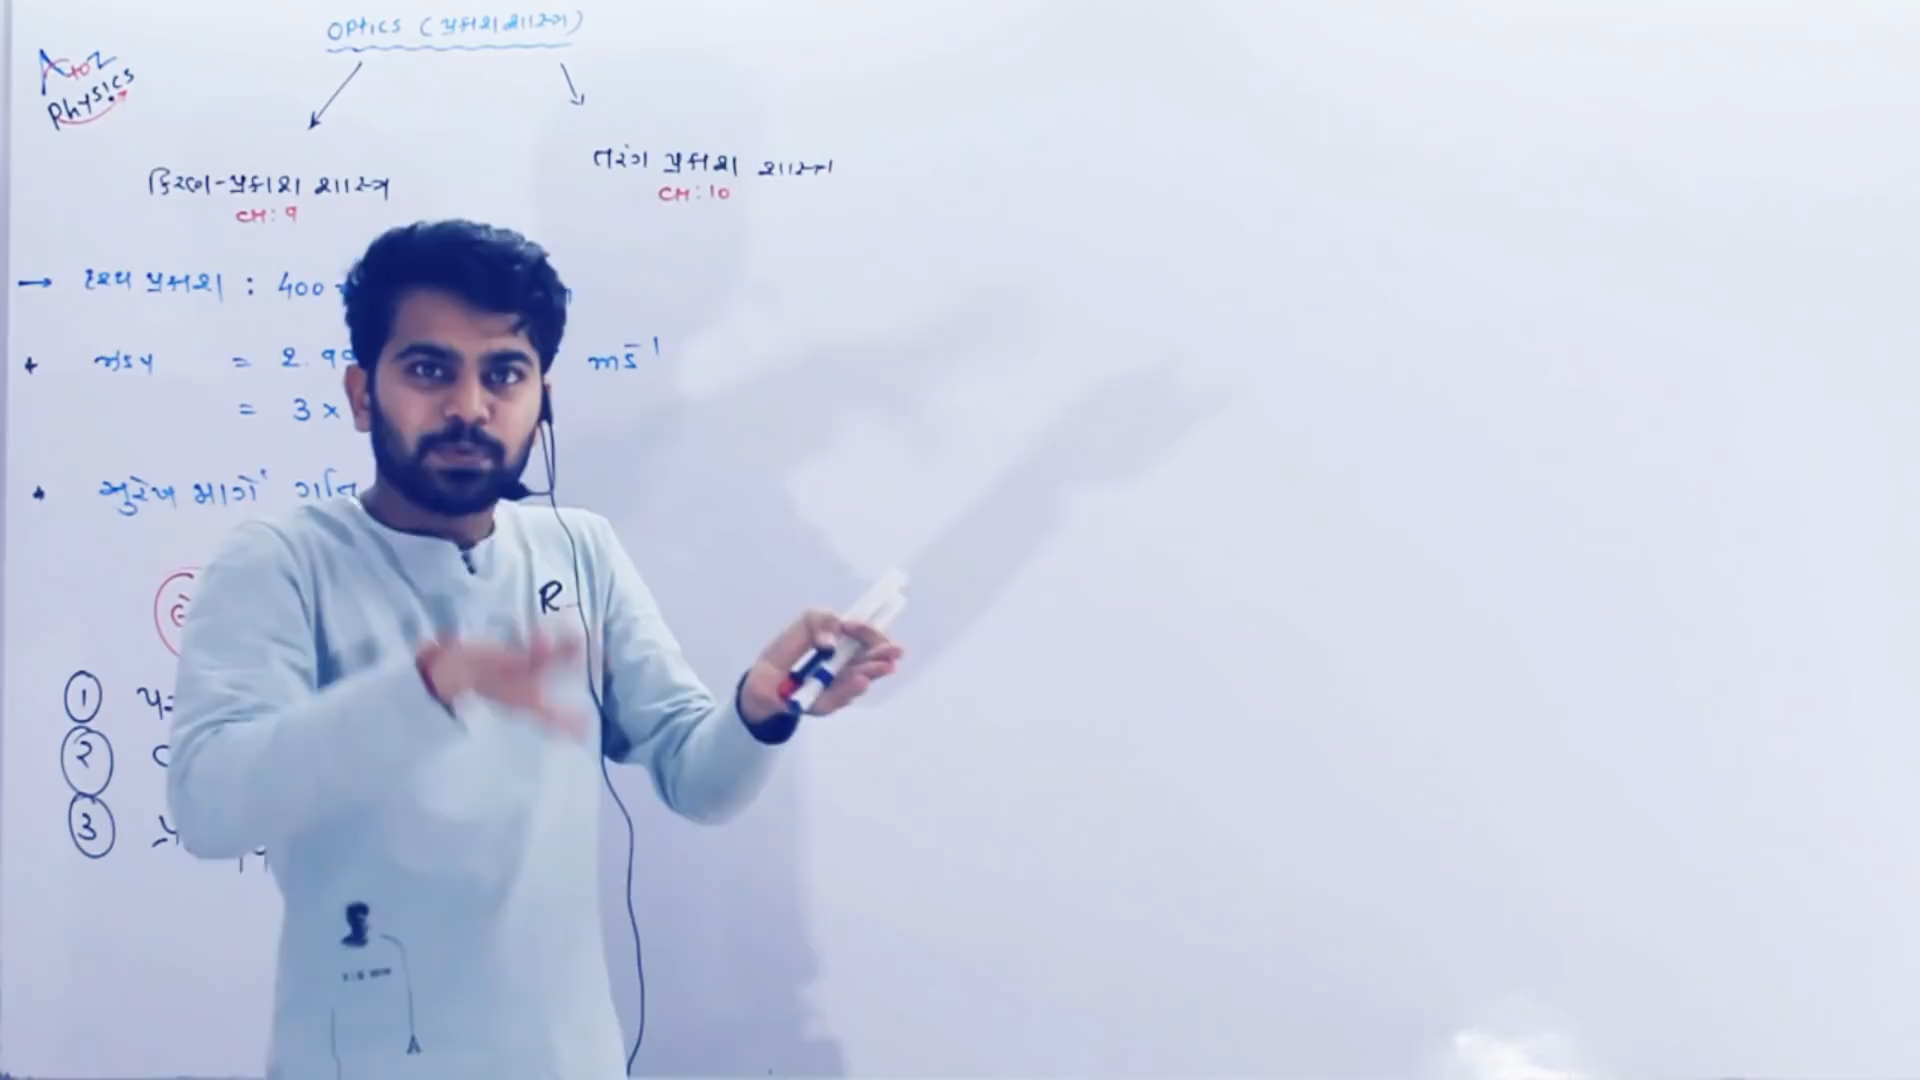 OPtics (પ્રકાશશાસ્ત્ર)
A to Z
Physics
કિરણ-પ્રકાશ શાસ્ત્ર
CH: 9
તરંગ પ્રકાશ શાસ્ત્ર
CH: 10
→ દ્રશ્ય પ્રકાશ : 400
* ઝડપ = 2.99 ms⁻¹
= 3 ×
* સુરેખ માર્ગે ગતિ
R
①
②
③